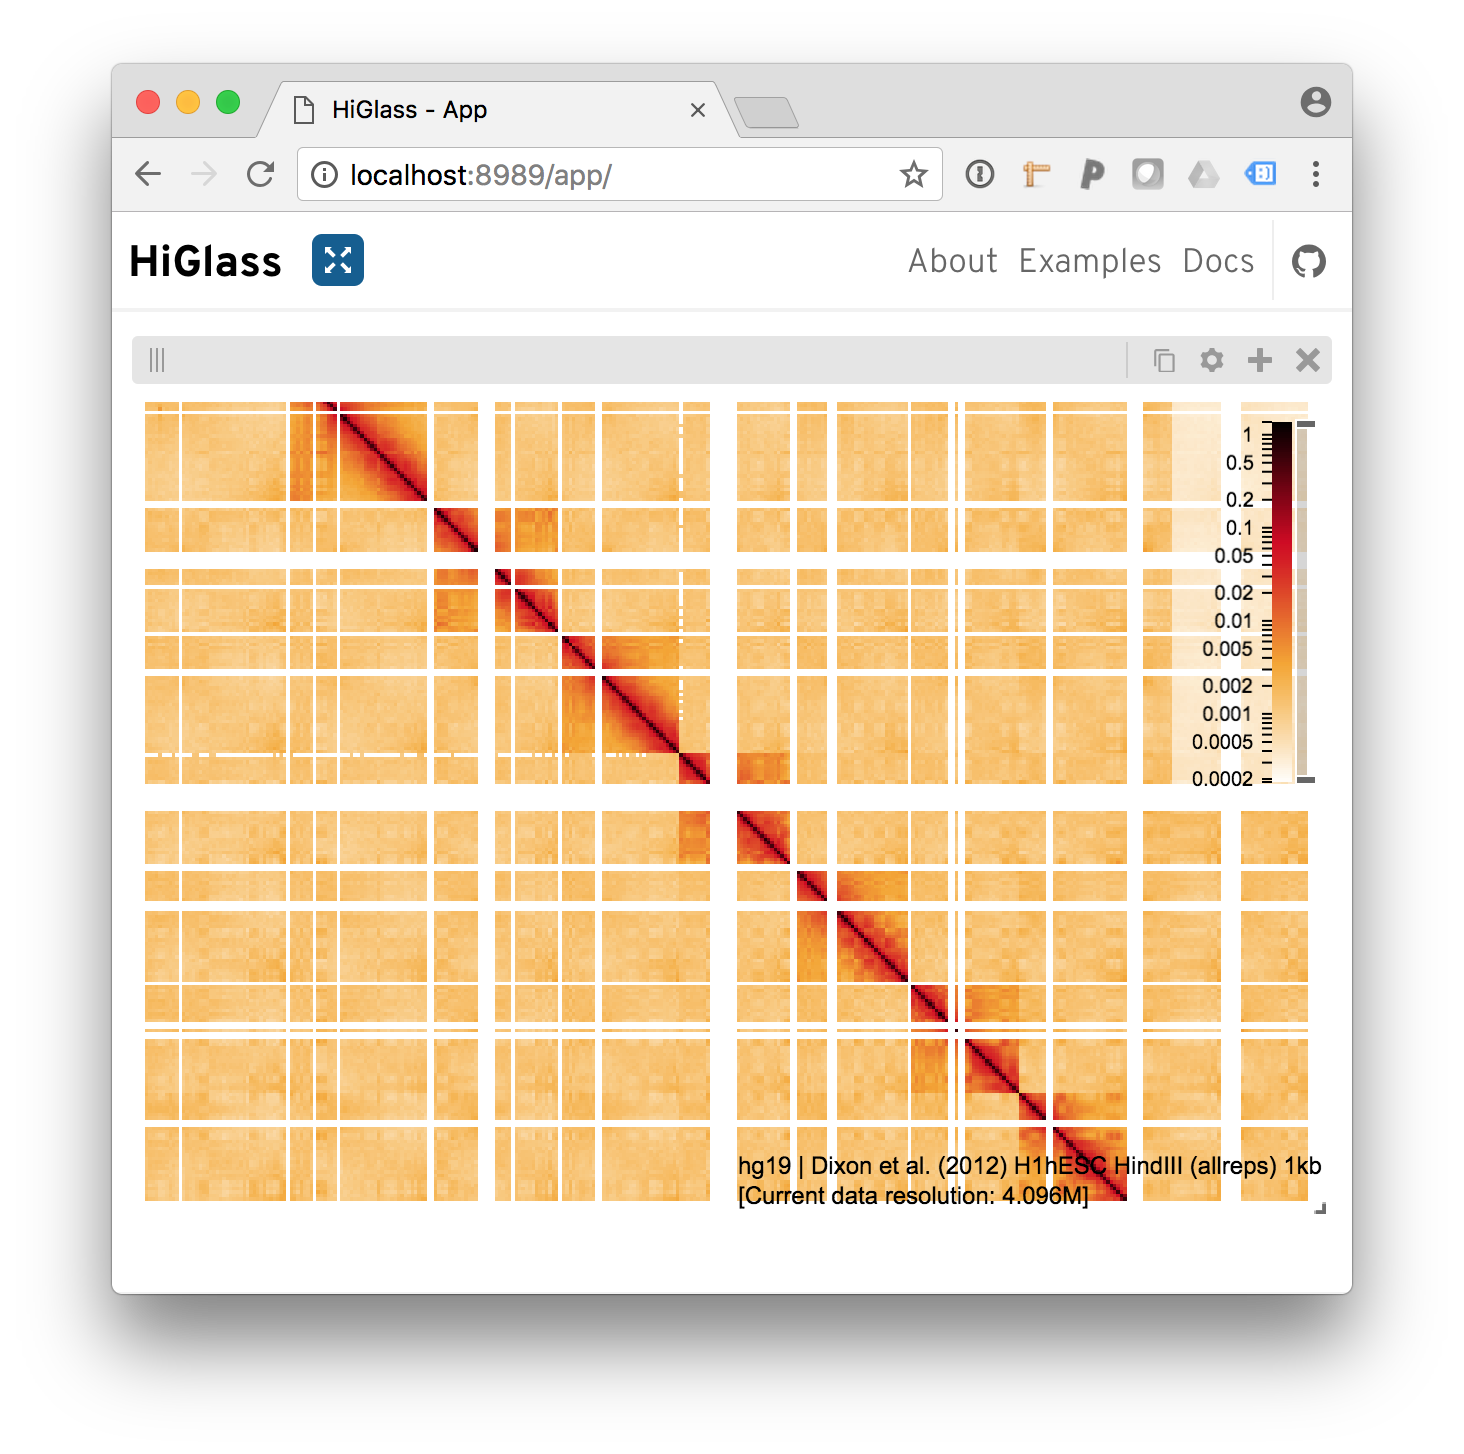 HiGlass - App
localhost:8989/app/
HiGlass
About Examples Docs
1
0.5
0.2
0.1
0.05
0.02
0.01
0.005
0.002
0.001
0.0005
0.0002
hg19 | Dixon et al. (2012) H1hESC HindIII (allreps) 1kb
[Current data resolution: 4.096M]